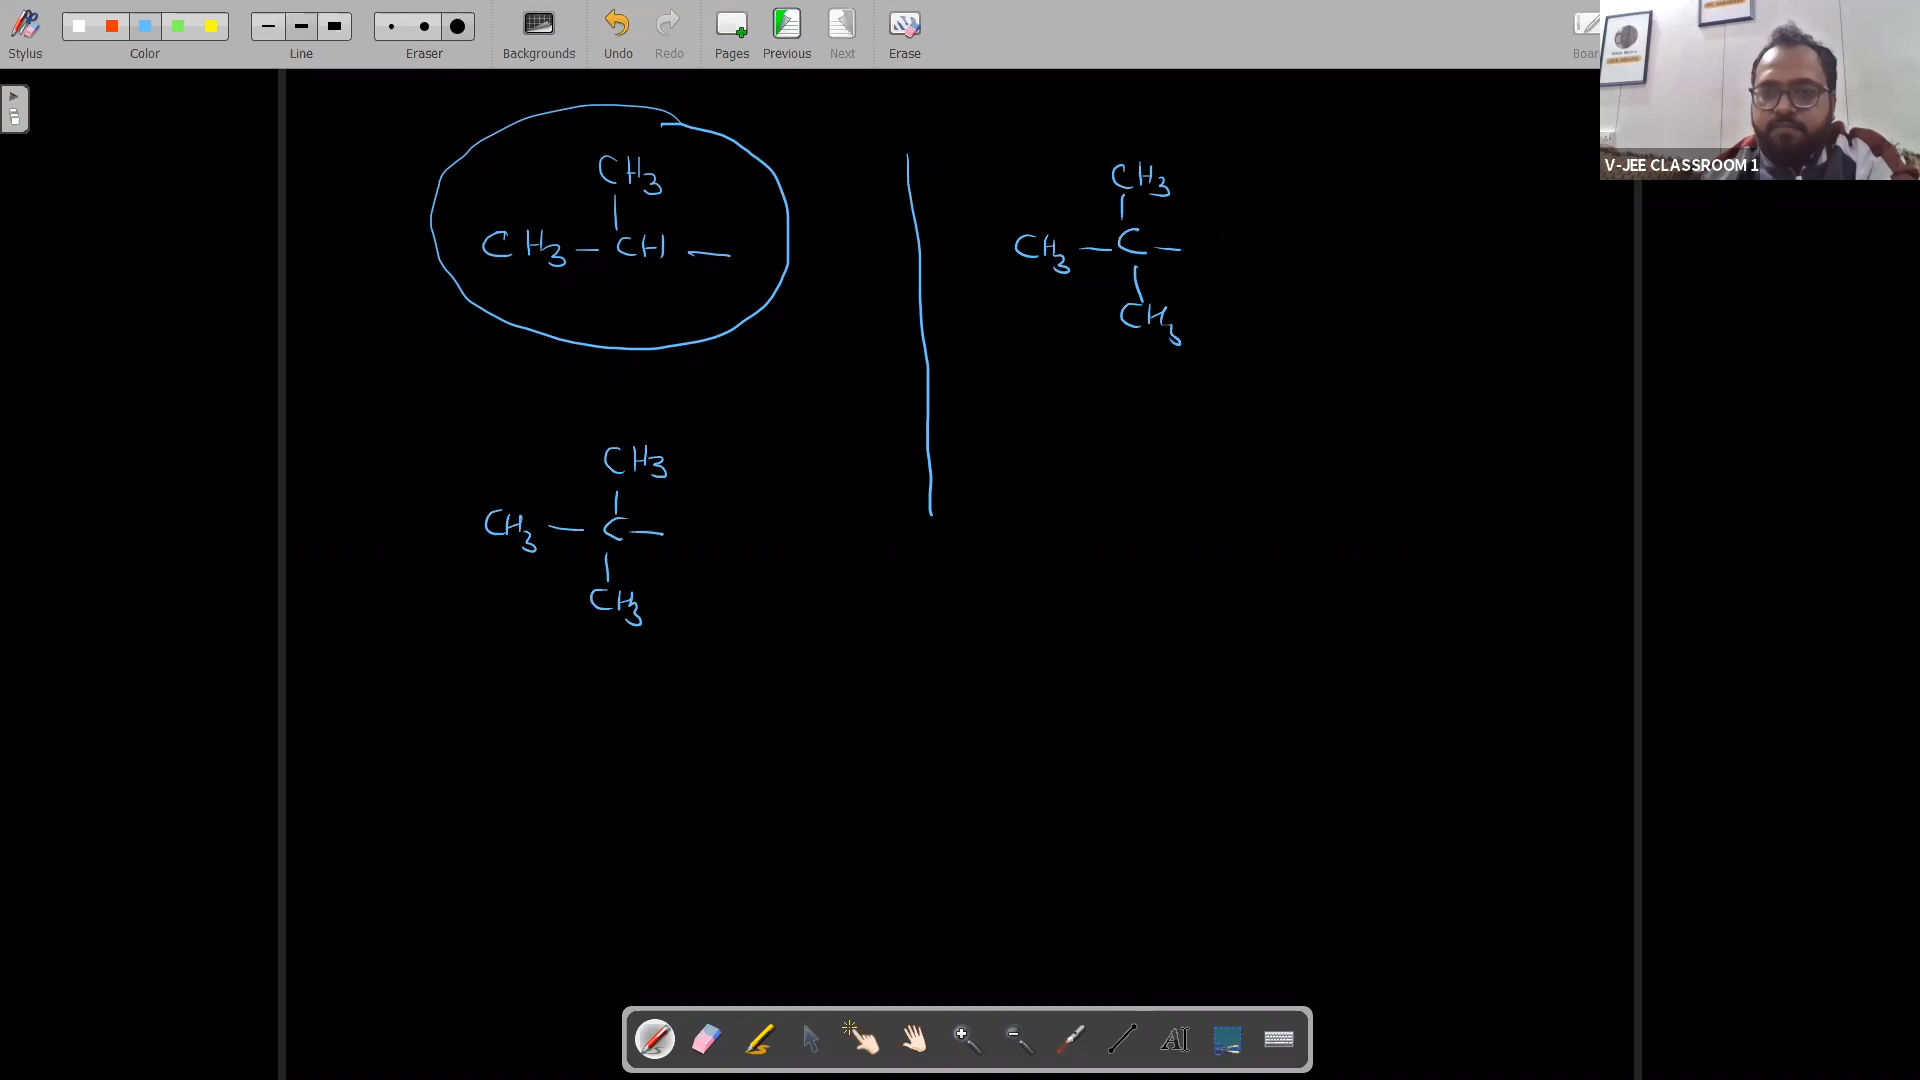 Stylus
Color
Line
Eraser
Backgrounds
Undo
Redo
Pages
Previous
Next
Erase
V-JEE CLASSROOM 1
CH3
CH3 — CH —
CH3
CH3 — C —
CH3
CH3
CH3 — C —
CH3
AI